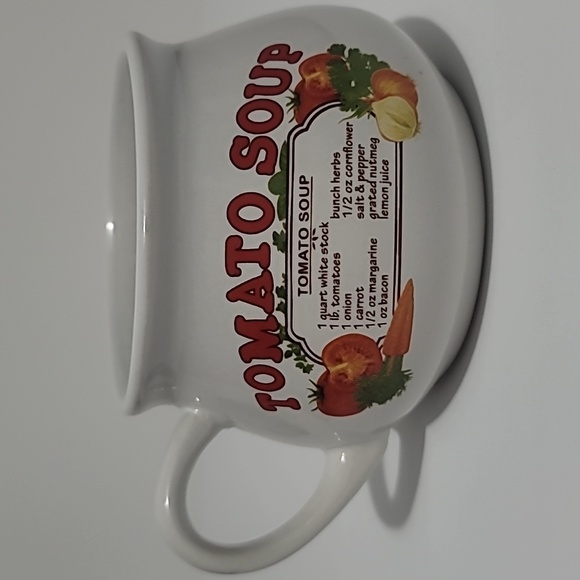 TOMATO SOUP
TOMATO SOUP
1 quart white stock
1 lb. tomatoes
1 onion
1 carrot
1/2 oz margarine
1 oz bacon
bunch herbs
1/2 oz cornflower
salt & pepper
grated nutmeg
lemon juice